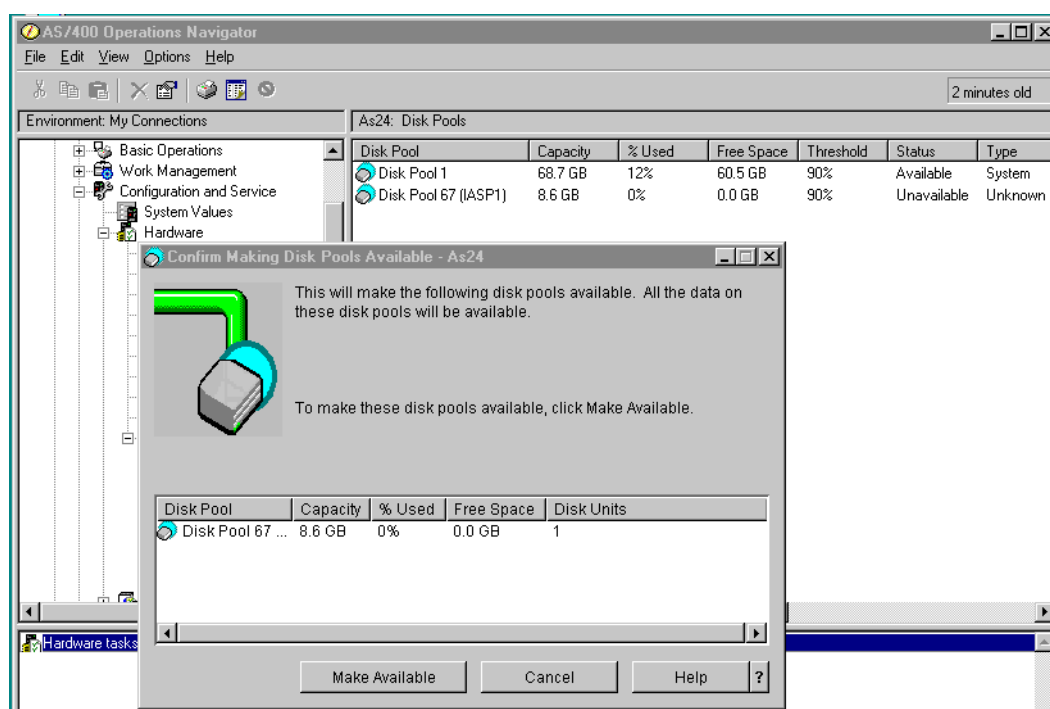 AS/400 Operations Navigator
File Edit View Options Help
2 minutes old
Environment: My Connections
As24: Disk Pools
Basic Operations
Work Management
Configuration and Service
System Values
Hardware
Disk Pool Capacity % Used Free Space Threshold Status Type
Disk Pool 1 68.7 GB 12% 60.5 GB 90% Available System
Disk Pool 67 (IASP1) 8.6 GB 0% 0.0 GB 90% Unavailable Unknown
Confirm Making Disk Pools Available - As24
This will make the following disk pools available. All the data on
these disk pools will be available.
To make these disk pools available, click Make Available.
Disk Pool Capacity % Used Free Space Disk Units
Disk Pool 67 ... 8.6 GB 0% 0.0 GB 1
Hardware tasks
Make Available Cancel Help ?